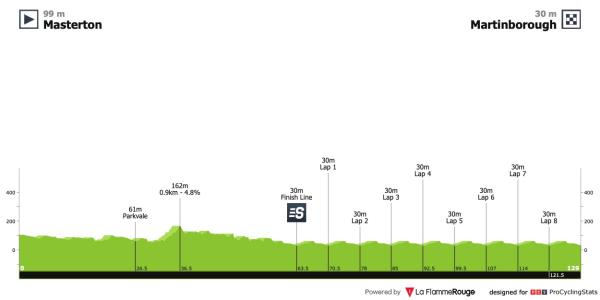 99 m
Masterton
30 m
Martinborough
30m
Lap 1
30m
Lap 4
30m
Lap 7
162m
0.9km - 4.8%
30m
Finish Line
S
30m
Lap 3
30m
Lap 6
61m
Parkvale
30m
Lap 2
30m
Lap 5
30m
Lap 8
400
200
0
400
200
0
0
26.5
36.5
63.5
70.5
78
85
92.5
99.5
107
114
121.5
Powered by La FlammeRouge designed for PCS ProCyclingStats